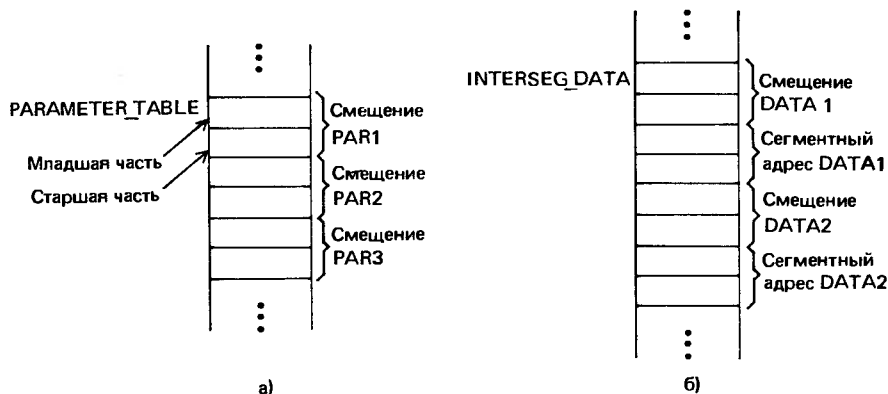 PARAMETER_TABLE
Младшая часть
Старшая часть
Смещение
PAR1
Смещение
PAR2
Смещение
PAR3
а)
INTERSEG_DATA
Смещение
DATA 1
Сегментный
адрес DATA1
Смещение
DATA2
Сегментный
адрес DATA2
б)